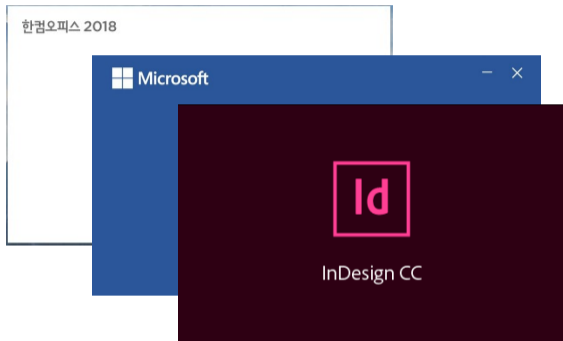 한컴오피스 2018
Microsoft
Id
InDesign CC